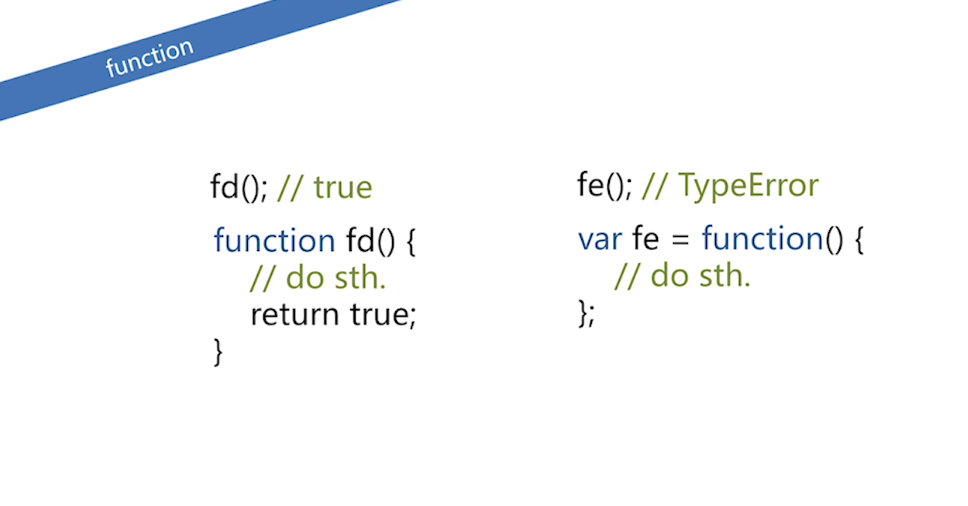 function
fd(); // true
function fd() {
// do sth.
return true;
}
fe(); // TypeError
var fe = function() {
// do sth.
};